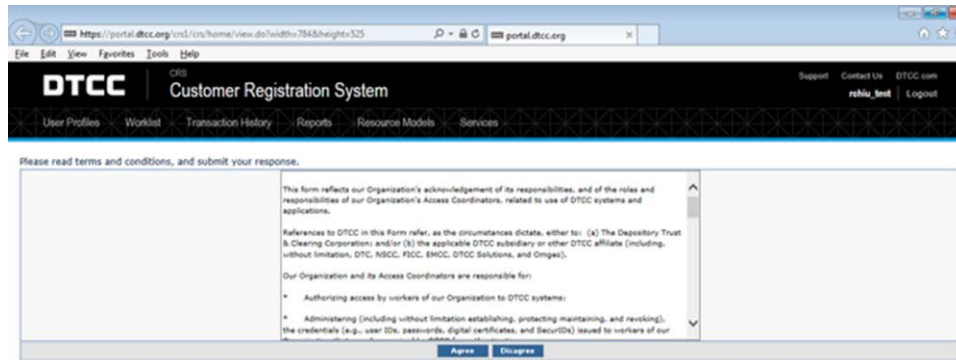 https://portal.dtcc.org/crs1/crs/home/view.do?width=784&height=525
portal.dtcc.org
File Edit View Favorites Tools Help
DTCC
CRS
Customer Registration System
Support Contact Us DTCC.com
rchiu_test Logout
User Profiles Worklist Transaction History Reports Resource Models Services
Please read terms and conditions, and submit your response.
This form reflects our Organization's acknowledgement of its responsibilities, and of the roles and
responsibilities of our Organization's Access Coordinators, related to use of DTCC systems and
applications.
References to DTCC in this Form refer, as the circumstances dictate, either to: (a) The Depository Trust
& Clearing Corporation; and/or (b) the applicable DTCC subsidiary or other DTCC affiliate (including,
without limitation, DTC, NSCC, FICC, EMCC, DTCC Solutions, and Omgeo).
Our Organization and its Access Coordinators are responsible for:
* Authorizing access by workers of our Organization to DTCC systems;
* Administering (including without limitation establishing, protecting maintaining, and revoking),
the credentials (e.g., user IDs, passwords, digital certificates, and SecurIDs) issued to workers of our
Agree Disagree